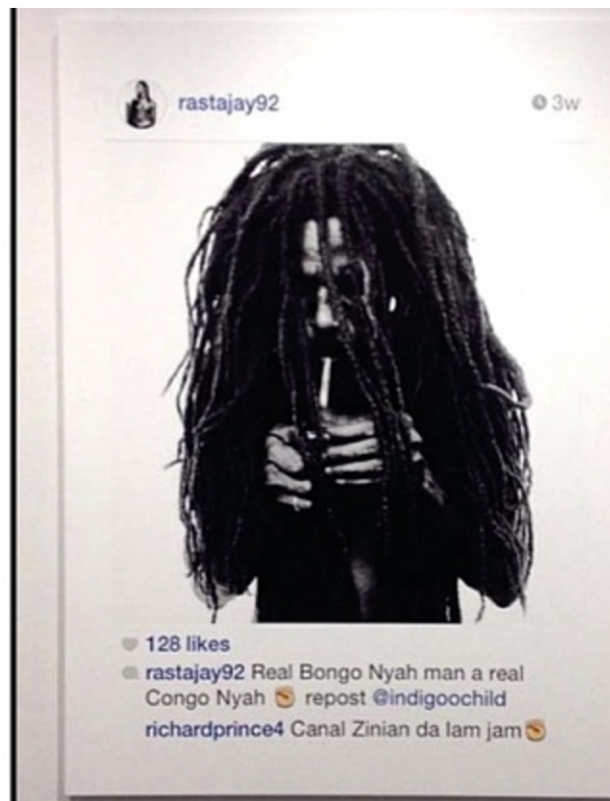 rastajay92
3w
128 likes
rastajay92 Real Bongo Nyah man a real
Congo Nyah ✊ repost @indigoochild
richardprince4 Canal Zinian da lam jam✊